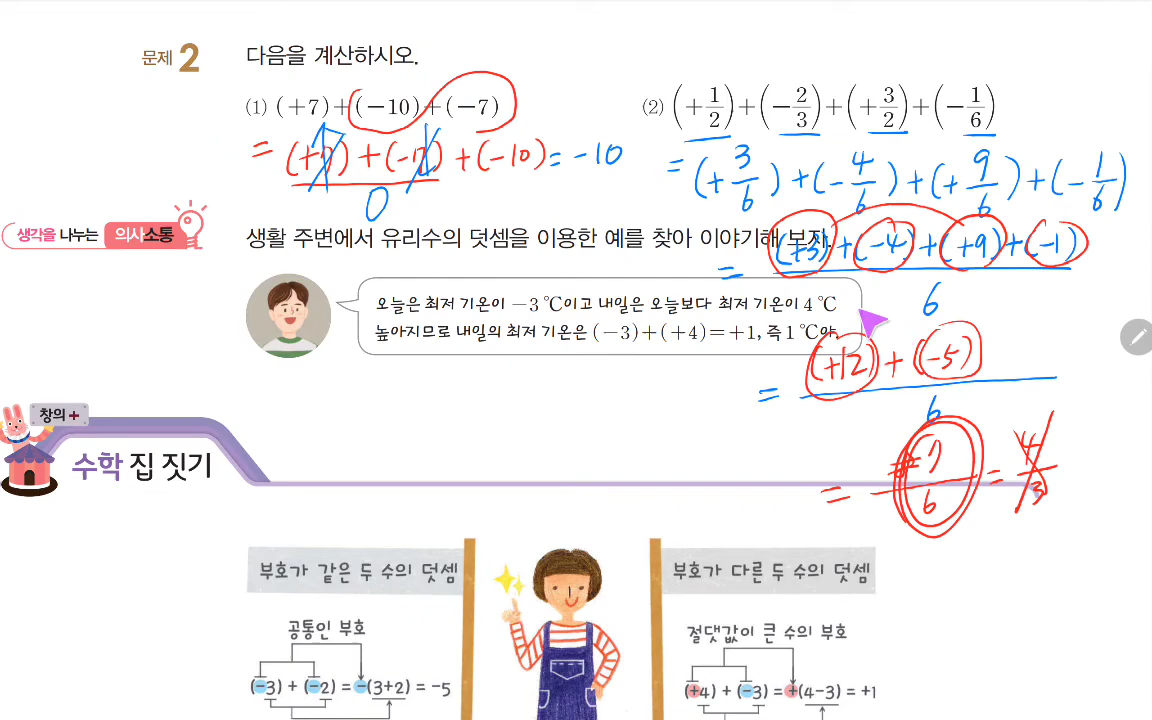 문제 2 다음을 계산하시오.
(1) (+7)+(−10)+(−7)
(2) (+1/2)+(−2/3)+(+3/2)+(−1/6)
= (+7) + (−7) + (−10) = −10
0
= (+3/6) + (−4/6) + (+9/6) + (−1/6)
= (+3)+(−4)+(+9)+(−1)
6
= (+12) + (−5)
6
= 7/6 = 4/3
생각을 나누는 의사소통
생활 주변에서 유리수의 덧셈을 이용한 예를 찾아 이야기해 보자.
오늘은 최저 기온이 −3 ℃이고 내일은 오늘보다 최저 기온이 4 ℃
높아지므로 내일의 최저 기온은 (−3)+(+4)=+1, 즉 1 ℃야.
창의+
수학 집 짓기
부호가 같은 두 수의 덧셈
공통인 부호
(−3) + (−2) = −(3+2) = −5
부호가 다른 두 수의 덧셈
절댓값이 큰 수의 부호
(+4) + (−3) = +(4−3) = +1